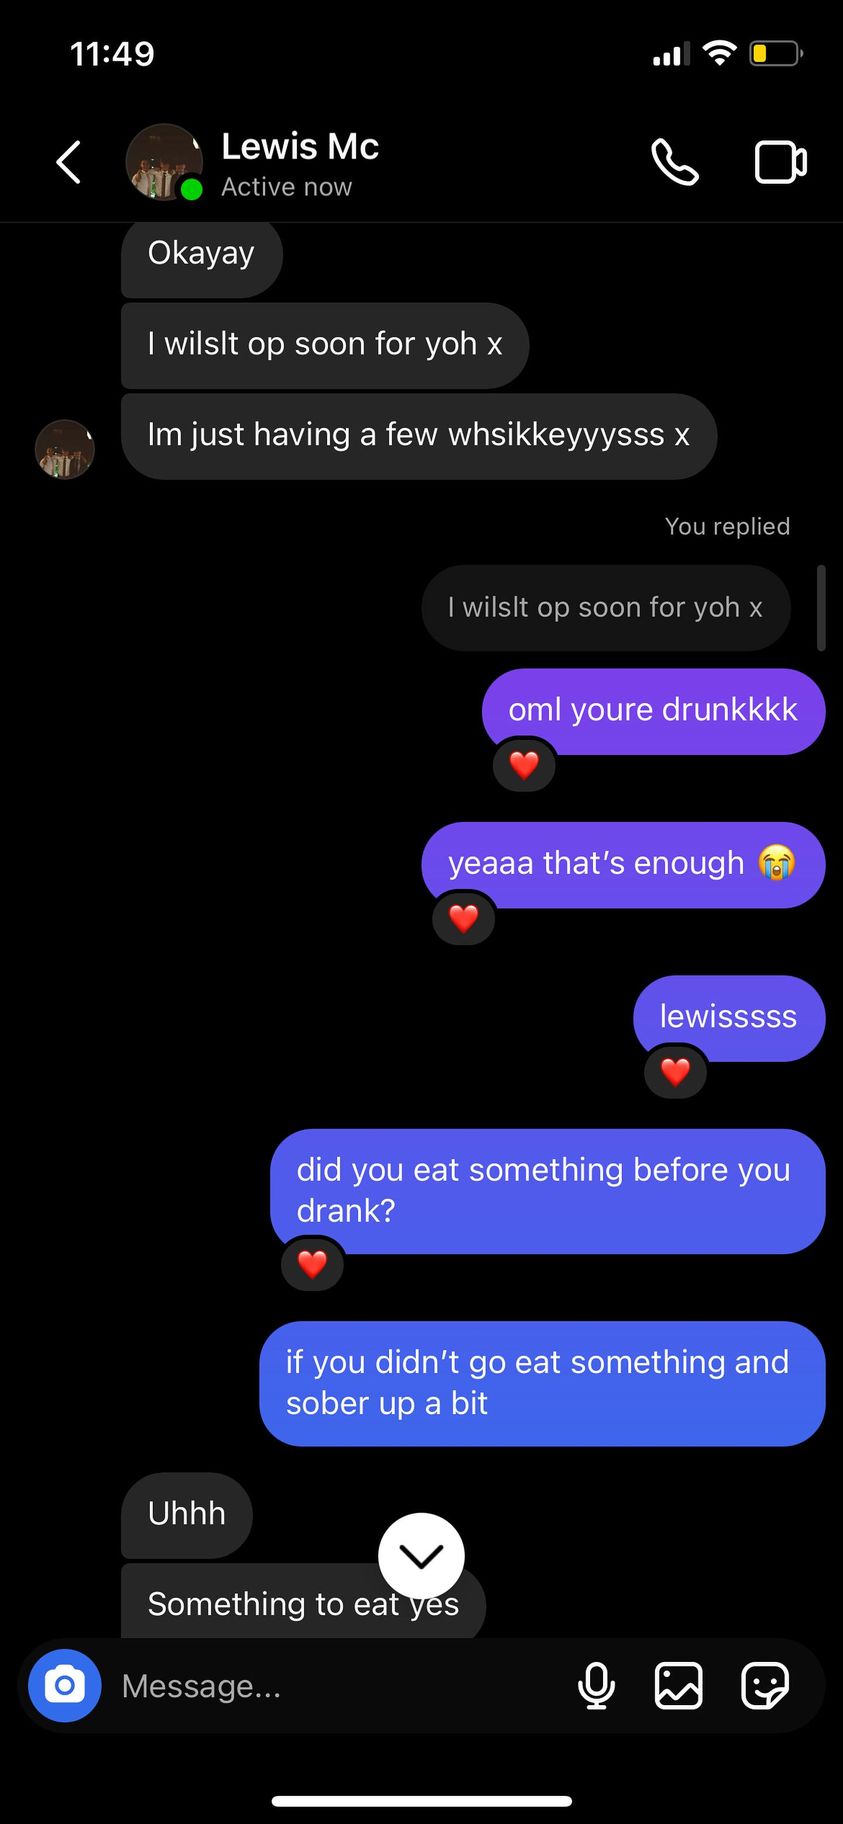 11:49
Lewis Mc
Active now
Okayay
I wilslt op soon for yoh x
Im just having a few whsikkeyyysss x
You replied
I wilslt op soon for yoh x
oml youre drunkkkk
❤️
yeaaa that’s enough 😭
❤️
lewisssss
❤️
did you eat something before you
drank?
❤️
if you didn’t go eat something and
sober up a bit
Uhhh
Something to eat yes
Message...